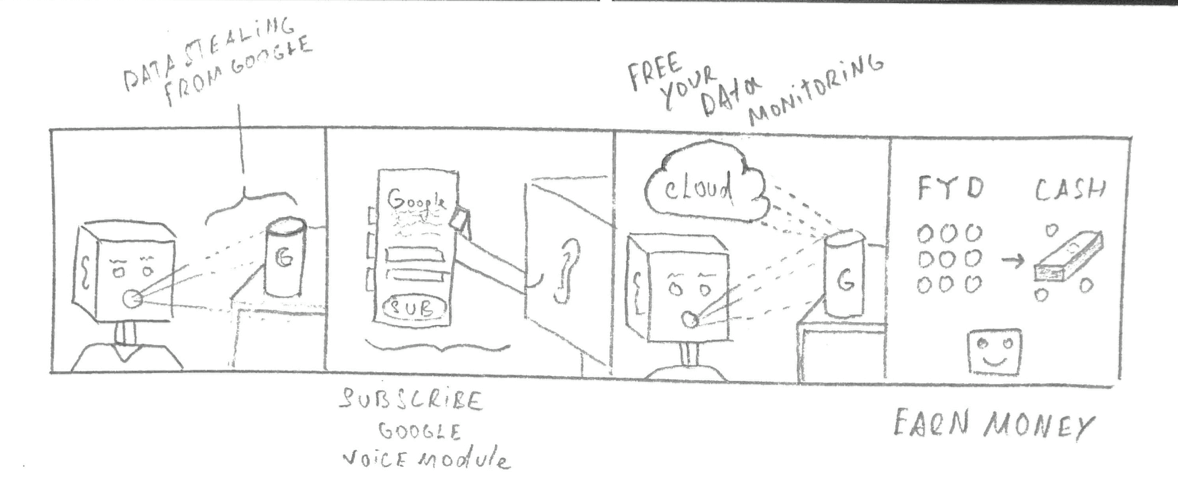 DATA STEALING
FROM GOOGLE
G
Google
SUB
SUBSCRIBE
GOOGLE
VOICE MODULE
FREE
YOUR
DATA
MONITORING
CLOUD
G
FYD
CASH
EARN MONEY